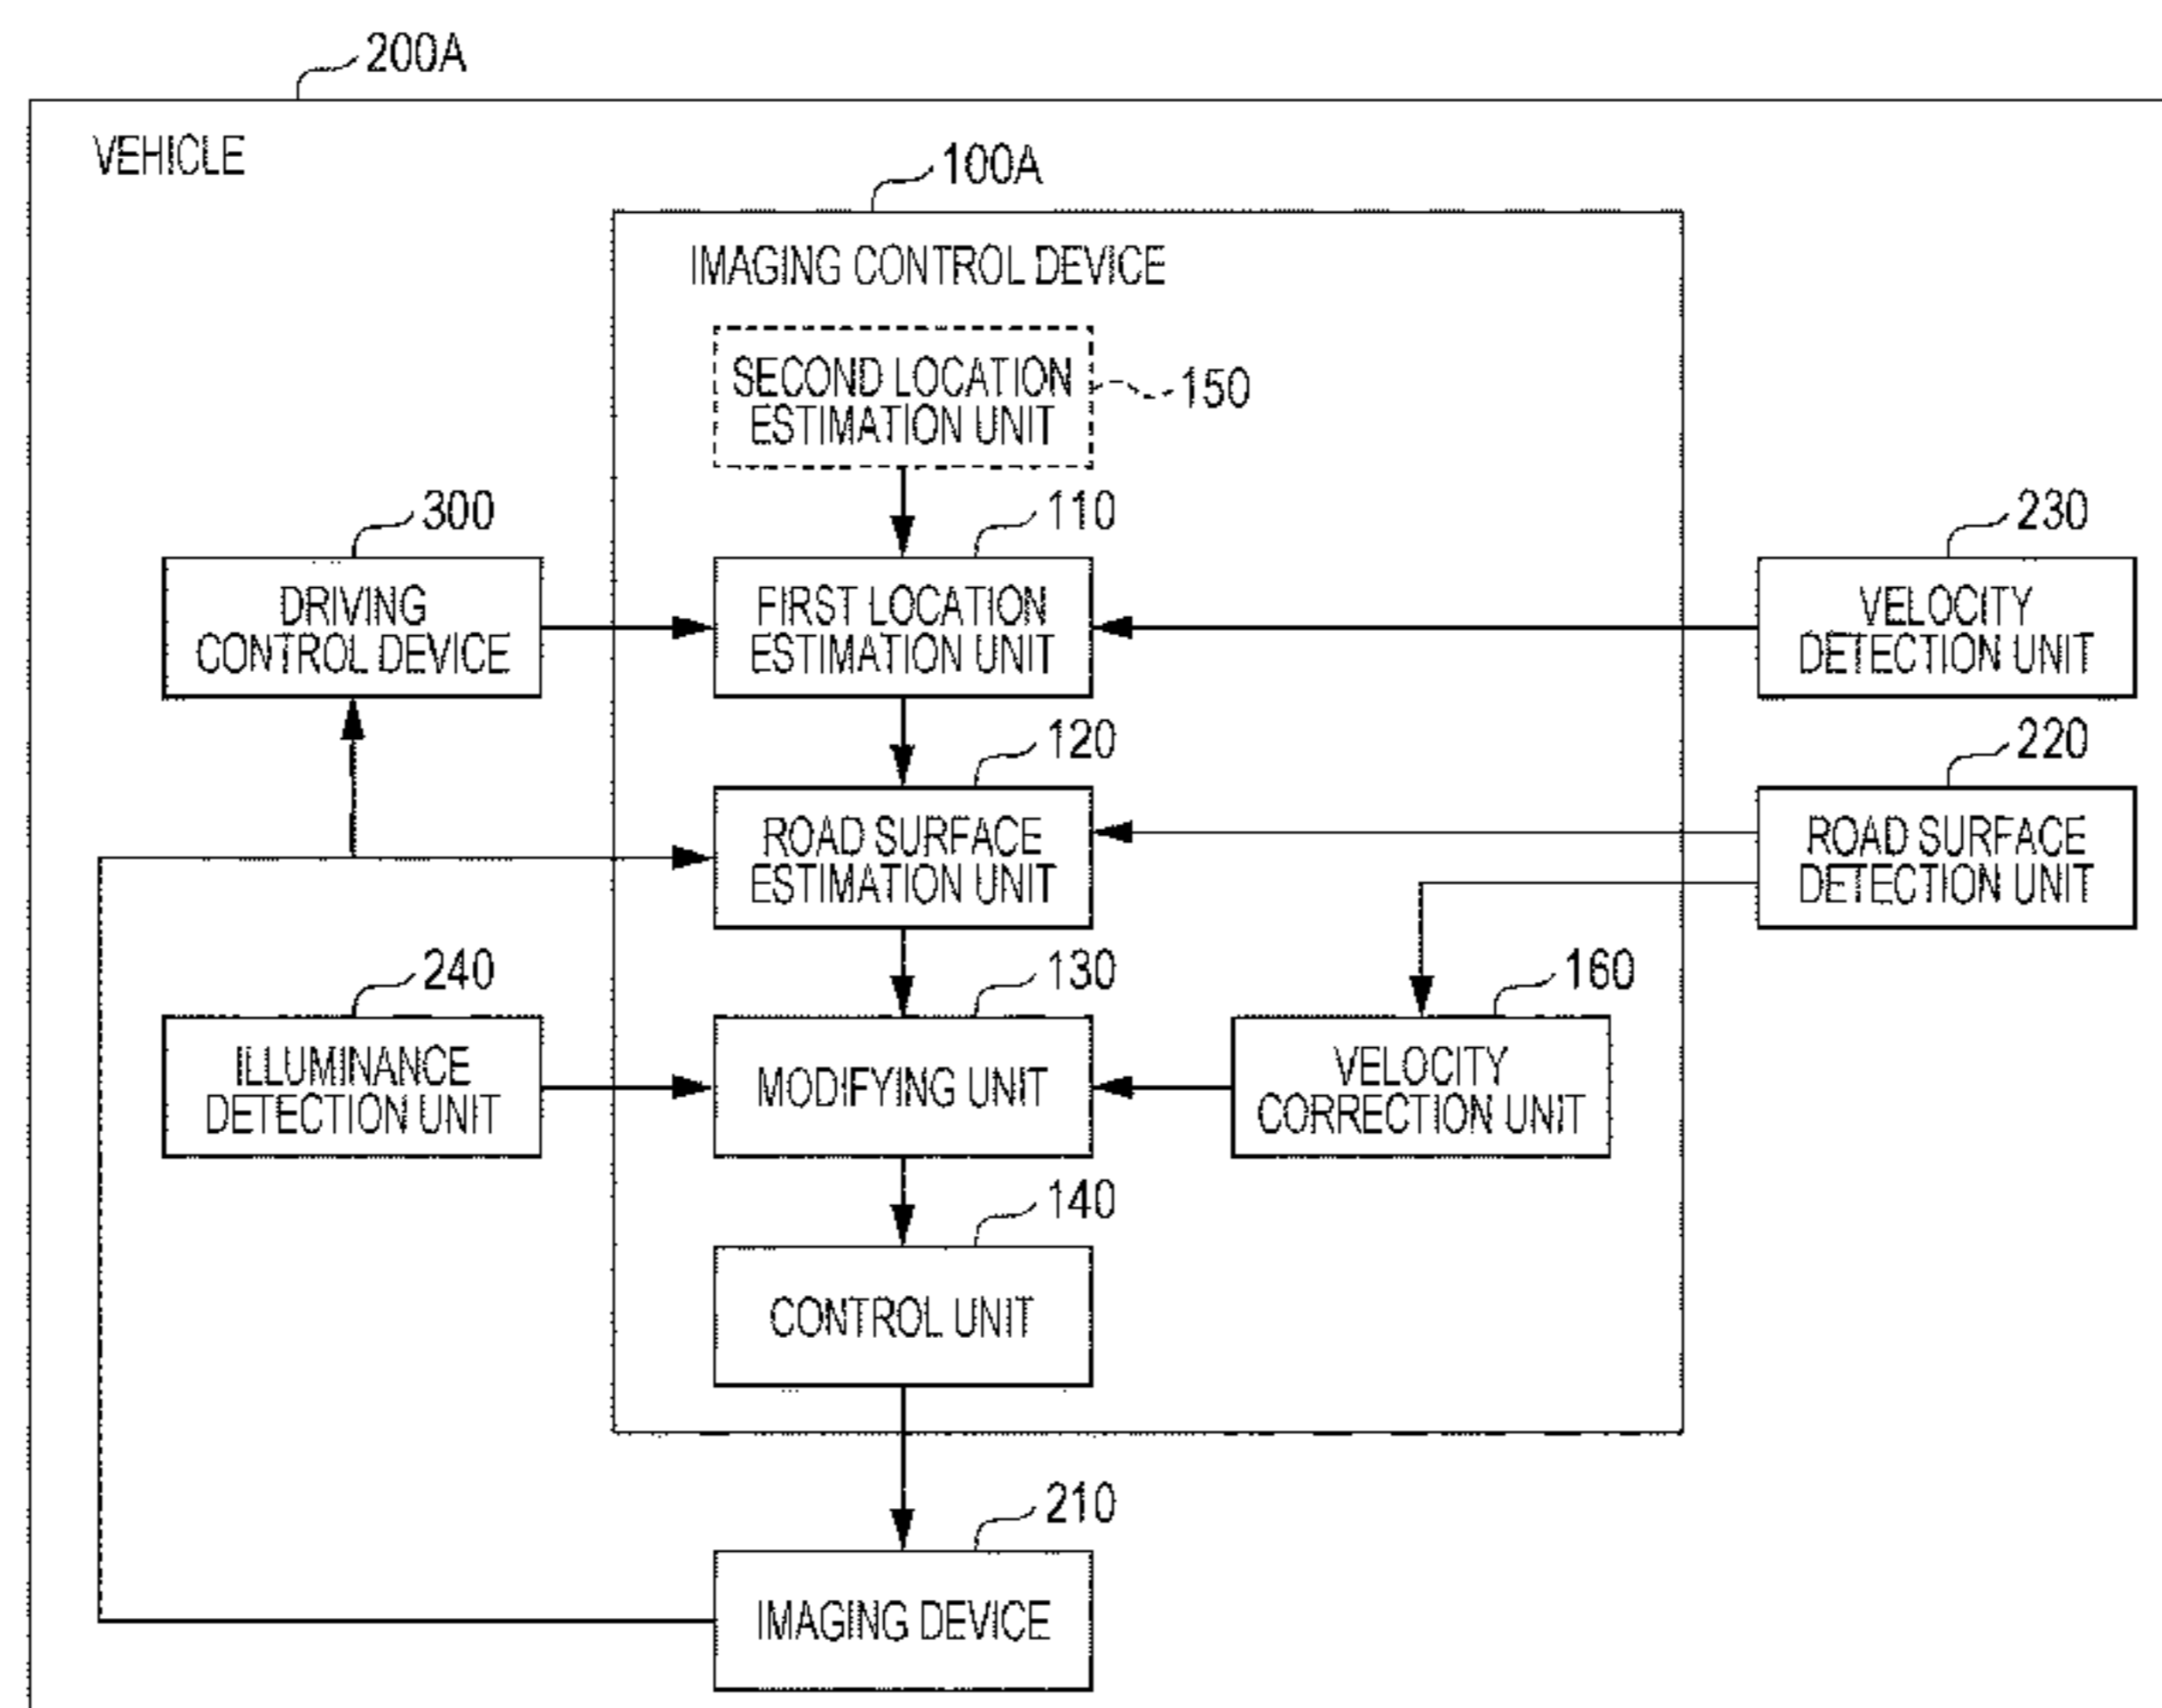 200A
VEHICLE
100A
IMAGING CONTROL DEVICE
SECOND LOCATION
ESTIMATION UNIT
150
300
110
230
DRIVING
CONTROL DEVICE
FIRST LOCATION
ESTIMATION UNIT
VELOCITY
DETECTION UNIT
120
220
ROAD SURFACE
ESTIMATION UNIT
ROAD SURFACE
DETECTION UNIT
240
130
160
ILLUMINANCE
DETECTION UNIT
MODIFYING UNIT
VELOCITY
CORRECTION UNIT
140
CONTROL UNIT
210
IMAGING DEVICE